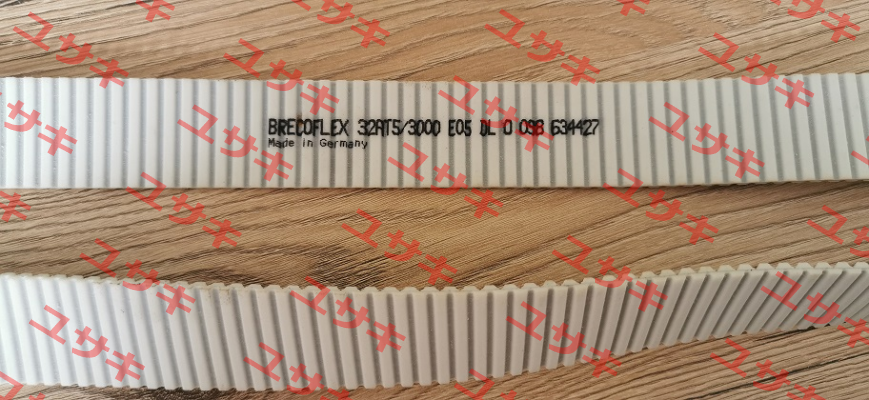 BRECOFLEX 32AT5/3000 E05 DL 0 098 634427
Made in Germany
ユサキ